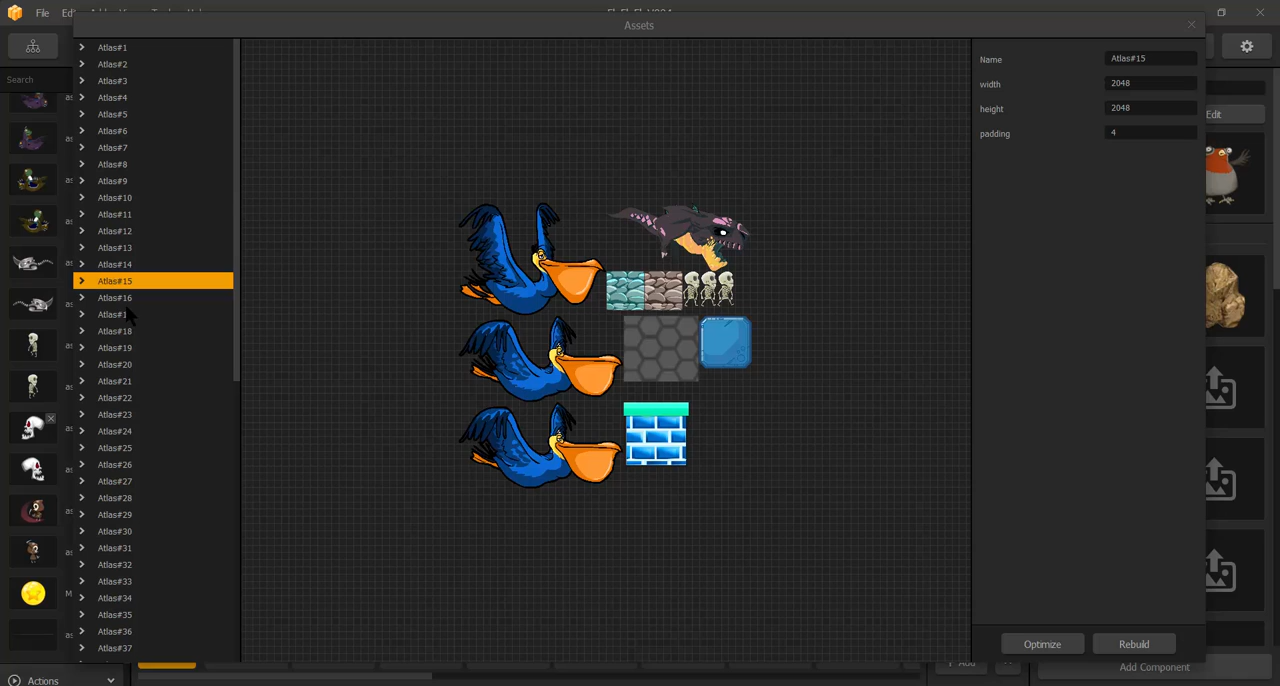 File
Assets
Search
Atlas#1
Atlas#2
Atlas#3
Atlas#4
Atlas#5
Atlas#6
Atlas#7
Atlas#8
Atlas#9
Atlas#10
Atlas#11
Atlas#12
Atlas#13
Atlas#14
Atlas#15
Atlas#16
Atlas#1
Atlas#18
Atlas#19
Atlas#20
Atlas#21
Atlas#22
Atlas#23
Atlas#24
Atlas#25
Atlas#26
Atlas#27
Atlas#28
Atlas#29
Atlas#30
Atlas#31
Atlas#32
Atlas#33
Atlas#34
Atlas#35
Atlas#36
Atlas#37
Name Atlas#15
width 2048
height 2048
padding 4
Edit
Optimize Rebuild
Add Component
Actions